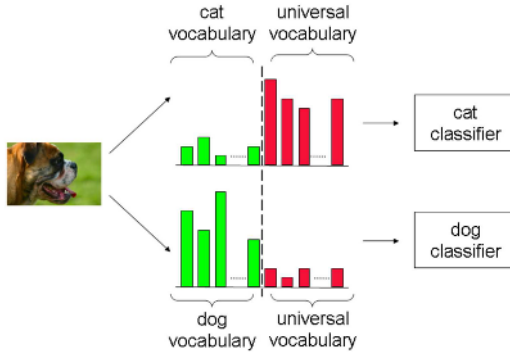 cat
vocabulary
universal
vocabulary
cat
classifier
dog
classifier
dog
vocabulary
universal
vocabulary